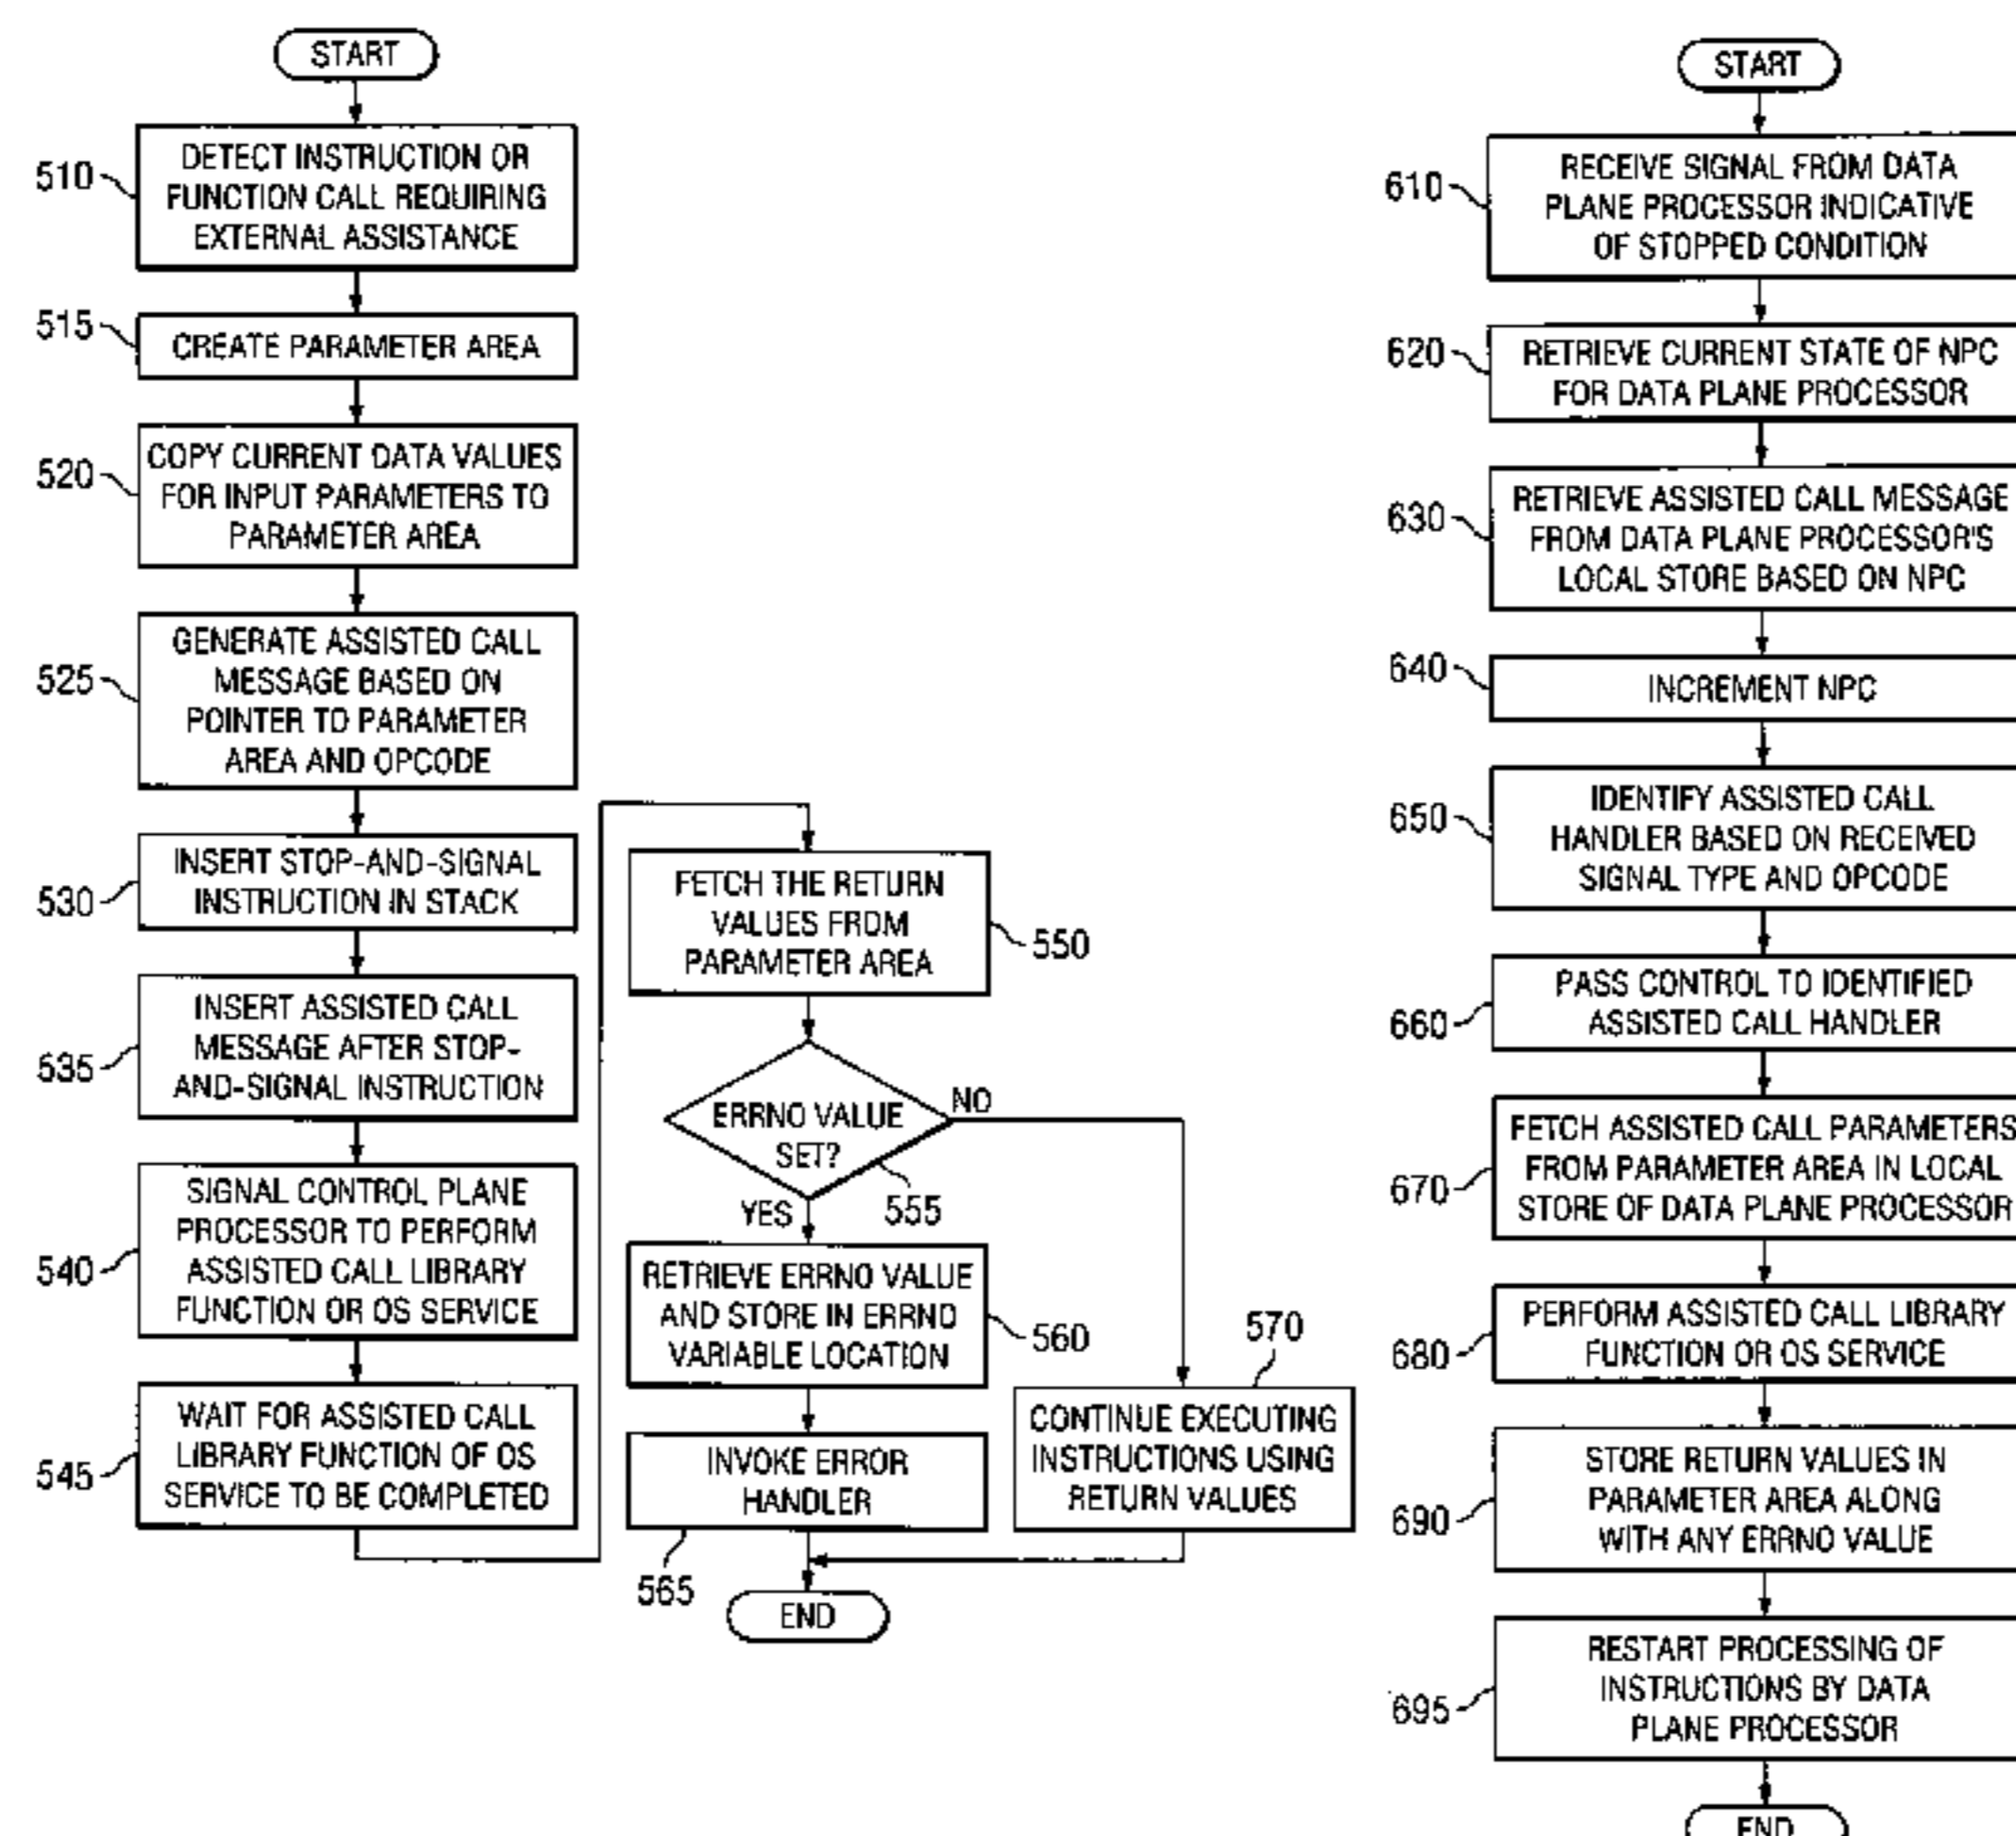 START
510
DETECT INSTRUCTION OR
FUNCTION CALL REQUIRING
EXTERNAL ASSISTANCE
515
CREATE PARAMETER AREA
520
COPY CURRENT DATA VALUES
FOR INPUT PARAMETERS TO
PARAMETER AREA
525
GENERATE ASSISTED CALL
MESSAGE BASED ON
POINTER TO PARAMETER
AREA AND OPCODE
530
INSERT STOP-AND-SIGNAL
INSTRUCTION IN STACK
535
INSERT ASSISTED CALL
MESSAGE AFTER STOP-
AND-SIGNAL INSTRUCTION
540
SIGNAL CONTROL PLANE
PROCESSOR TO PERFORM
ASSISTED CALL LIBRARY
FUNCTION OR OS SERVICE
545
WAIT FOR ASSISTED CALL
LIBRARY FUNCTION OF OS
SERVICE TO BE COMPLETED
FETCH THE RETURN
VALUES FROM
PARAMETER AREA
550
ERRNO VALUE
SET?
NO
YES
555
RETRIEVE ERRNO VALUE
AND STORE IN ERRNO
VARIABLE LOCATION
560
INVOKE ERROR
HANDLER
565
570
CONTINUE EXECUTING
INSTRUCTIONS USING
RETURN VALUES
END
START
610
RECEIVE SIGNAL FROM DATA
PLANE PROCESSOR INDICATIVE
OF STOPPED CONDITION
620
RETRIEVE CURRENT STATE OF NPC
FOR DATA PLANE PROCESSOR
630
RETRIEVE ASSISTED CALL MESSAGE
FROM DATA PLANE PROCESSOR'S
LOCAL STORE BASED ON NPC
640
INCREMENT NPC
650
IDENTIFY ASSISTED CALL
HANDLER BASED ON RECEIVED
SIGNAL TYPE AND OPCODE
660
PASS CONTROL TO IDENTIFIED
ASSISTED CALL HANDLER
670
FETCH ASSISTED CALL PARAMETERS
FROM PARAMETER AREA IN LOCAL
STORE OF DATA PLANE PROCESSOR
680
PERFORM ASSISTED CALL LIBRARY
FUNCTION OR OS SERVICE
690
STORE RETURN VALUES IN
PARAMETER AREA ALONG
WITH ANY ERRNO VALUE
695
RESTART PROCESSING OF
INSTRUCTIONS BY DATA
PLANE PROCESSOR
END